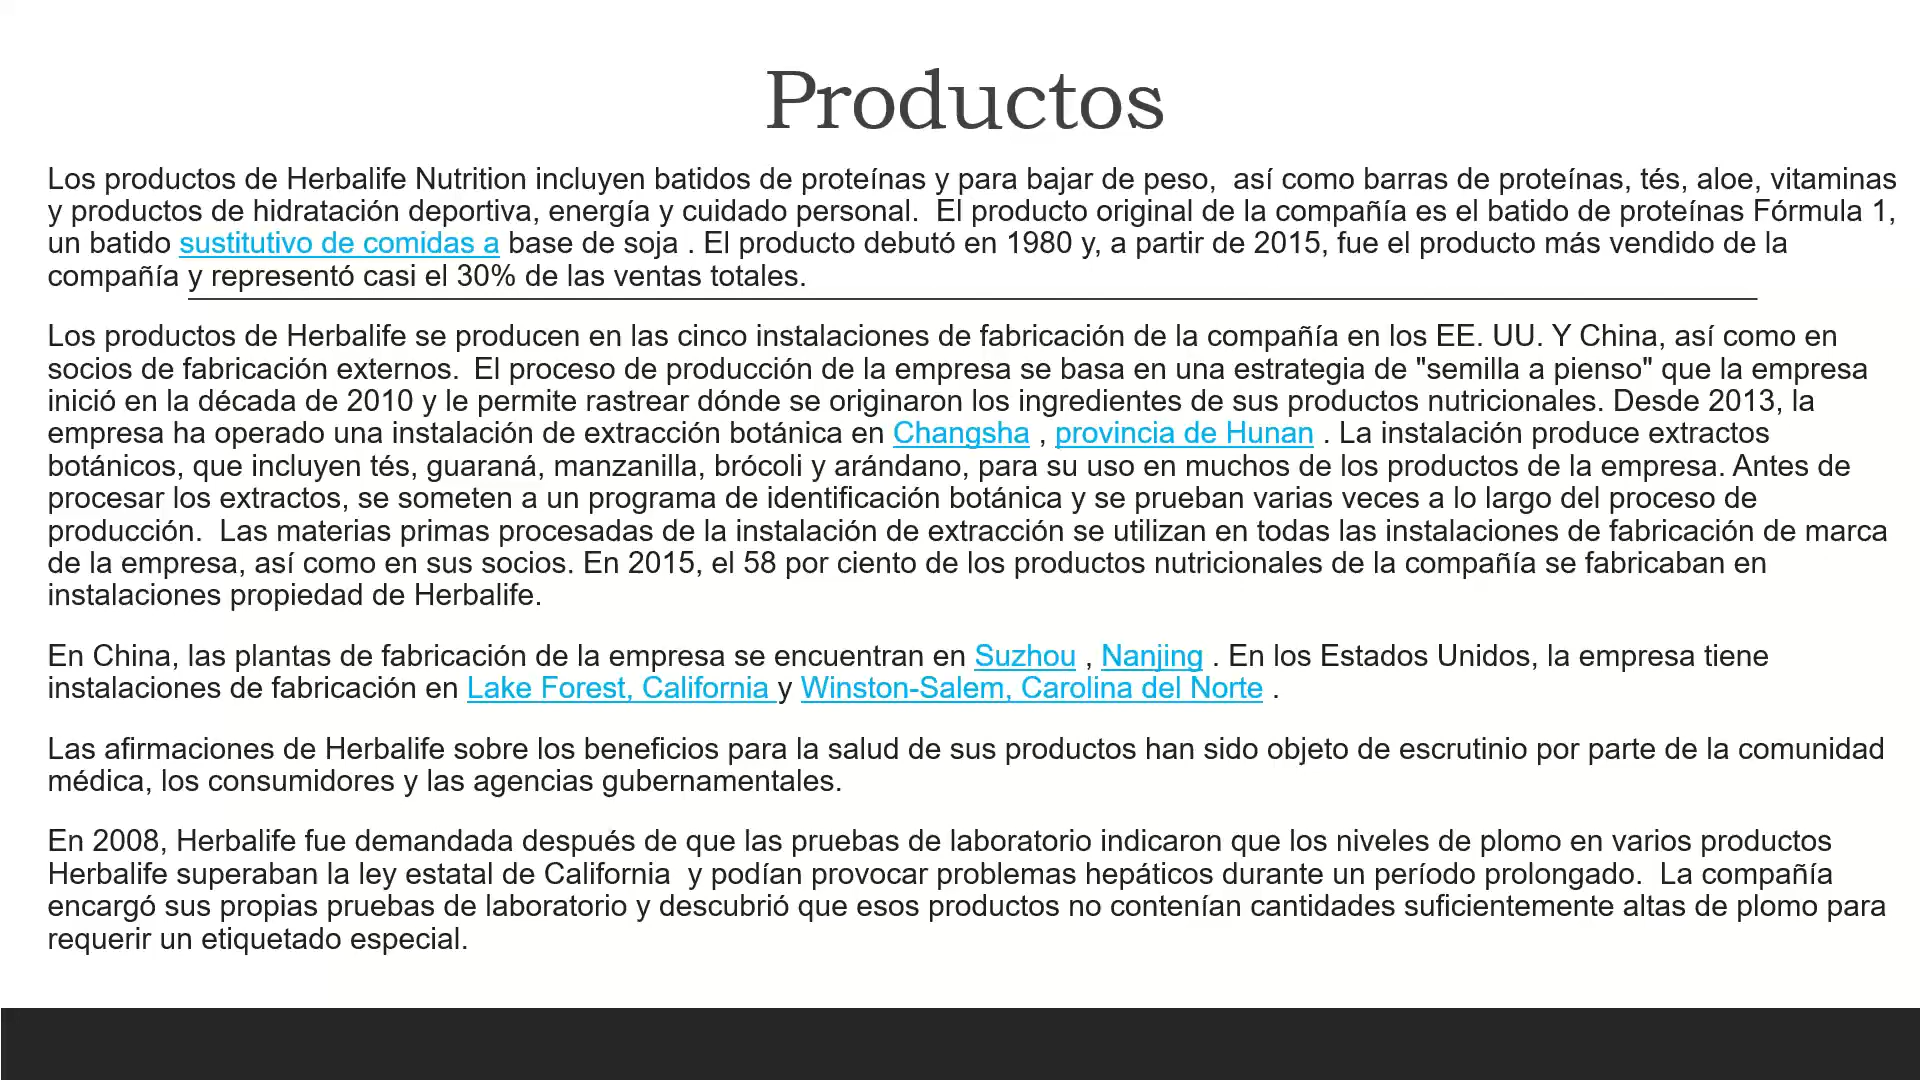 Productos
Los productos de Herbalife Nutrition incluyen batidos de proteínas y para bajar de peso,  así como barras de proteínas, tés, aloe, vitaminas
y productos de hidratación deportiva, energía y cuidado personal.  El producto original de la compañía es el batido de proteínas Fórmula 1,
un batido sustitutivo de comidas a base de soja . El producto debutó en 1980 y, a partir de 2015, fue el producto más vendido de la
compañía y representó casi el 30% de las ventas totales.
Los productos de Herbalife se producen en las cinco instalaciones de fabricación de la compañía en los EE. UU. Y China, así como en
socios de fabricación externos.  El proceso de producción de la empresa se basa en una estrategia de "semilla a pienso" que la empresa
inició en la década de 2010 y le permite rastrear dónde se originaron los ingredientes de sus productos nutricionales. Desde 2013, la
empresa ha operado una instalación de extracción botánica en Changsha , provincia de Hunan . La instalación produce extractos
botánicos, que incluyen tés, guaraná, manzanilla, brócoli y arándano, para su uso en muchos de los productos de la empresa. Antes de
procesar los extractos, se someten a un programa de identificación botánica y se prueban varias veces a lo largo del proceso de
producción.  Las materias primas procesadas de la instalación de extracción se utilizan en todas las instalaciones de fabricación de marca
de la empresa, así como en sus socios. En 2015, el 58 por ciento de los productos nutricionales de la compañía se fabricaban en
instalaciones propiedad de Herbalife.
En China, las plantas de fabricación de la empresa se encuentran en Suzhou , Nanjing . En los Estados Unidos, la empresa tiene
instalaciones de fabricación en Lake Forest, California y Winston-Salem, Carolina del Norte .
Las afirmaciones de Herbalife sobre los beneficios para la salud de sus productos han sido objeto de escrutinio por parte de la comunidad
médica, los consumidores y las agencias gubernamentales.
En 2008, Herbalife fue demandada después de que las pruebas de laboratorio indicaron que los niveles de plomo en varios productos
Herbalife superaban la ley estatal de California  y podían provocar problemas hepáticos durante un período prolongado.  La compañía
encargó sus propias pruebas de laboratorio y descubrió que esos productos no contenían cantidades suficientemente altas de plomo para
requerir un etiquetado especial.